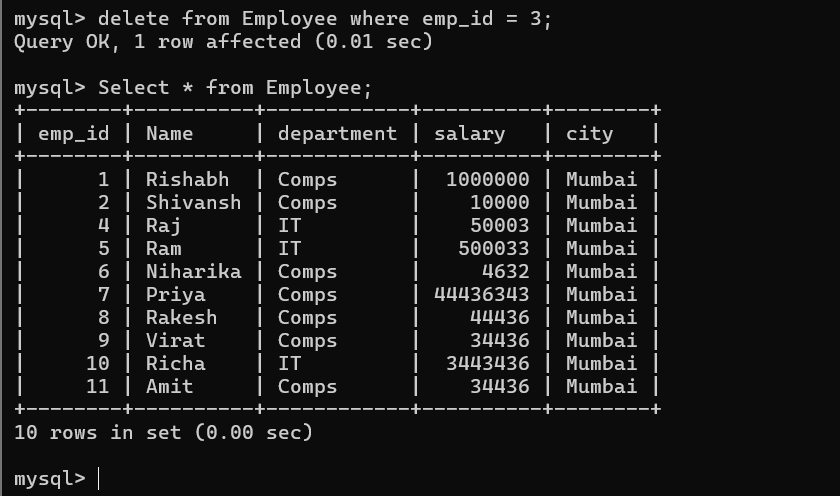 mysql> delete from Employee where emp_id = 3;
Query OK, 1 row affected (0.01 sec)
mysql> Select * from Employee;
+--------+----------+------------+----------+--------+
| emp_id | Name     | department | salary   | city   |
+--------+----------+------------+----------+--------+
|      1 | Rishabh  | Comps      |  1000000 | Mumbai |
|      2 | Shivansh | Comps      |    10000 | Mumbai |
|      4 | Raj      | IT         |    50003 | Mumbai |
|      5 | Ram      | IT         |   500033 | Mumbai |
|      6 | Niharika | Comps      |     4632 | Mumbai |
|      7 | Priya    | Comps      | 44436343 | Mumbai |
|      8 | Rakesh   | Comps      |    44436 | Mumbai |
|      9 | Virat    | Comps      |    34436 | Mumbai |
|     10 | Richa    | IT         |  3443436 | Mumbai |
|     11 | Amit     | Comps      |    34436 | Mumbai |
+--------+----------+------------+----------+--------+
10 rows in set (0.00 sec)
mysql>